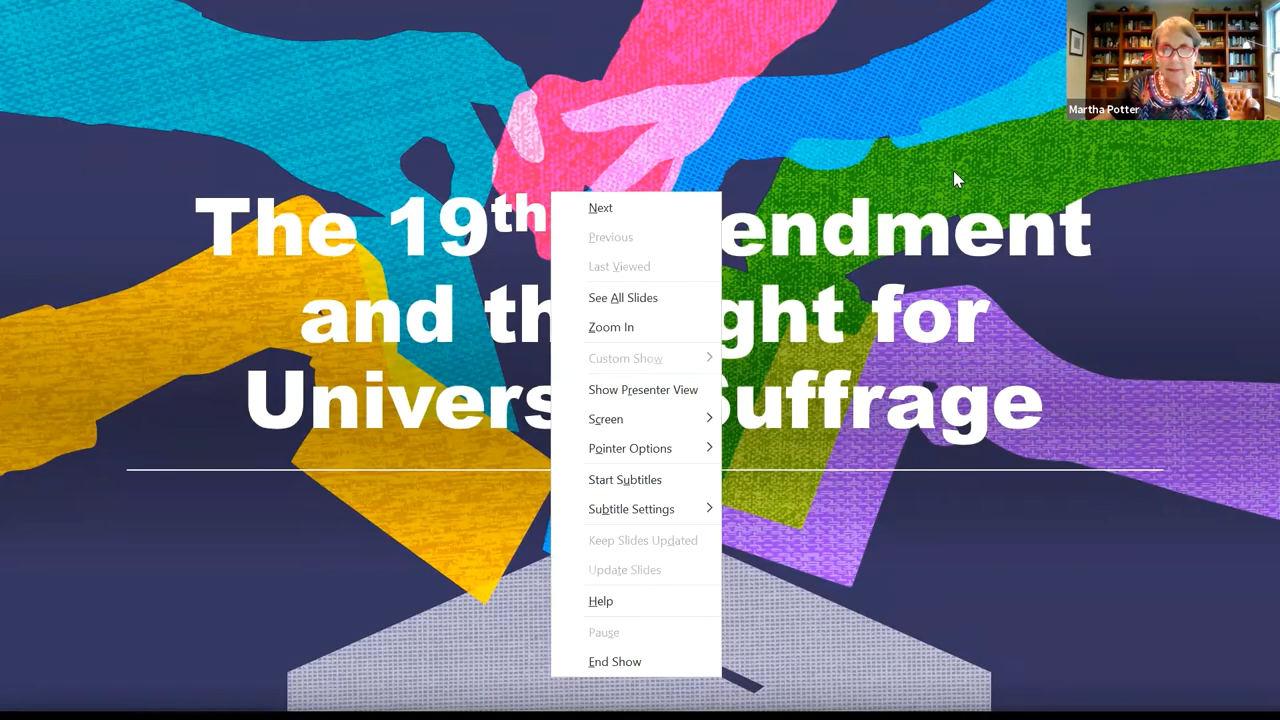 Martha Potter
The 19th endment
and th ght for
Univers Suffrage
Next
Previous
Last Viewed
See All Slides
Zoom In
Custom Show
Show Presenter View
Screen
Pointer Options
Start Subtitles
Subtitle Settings
Keep Slides Updated
Update Slides
Help
Pause
End Show